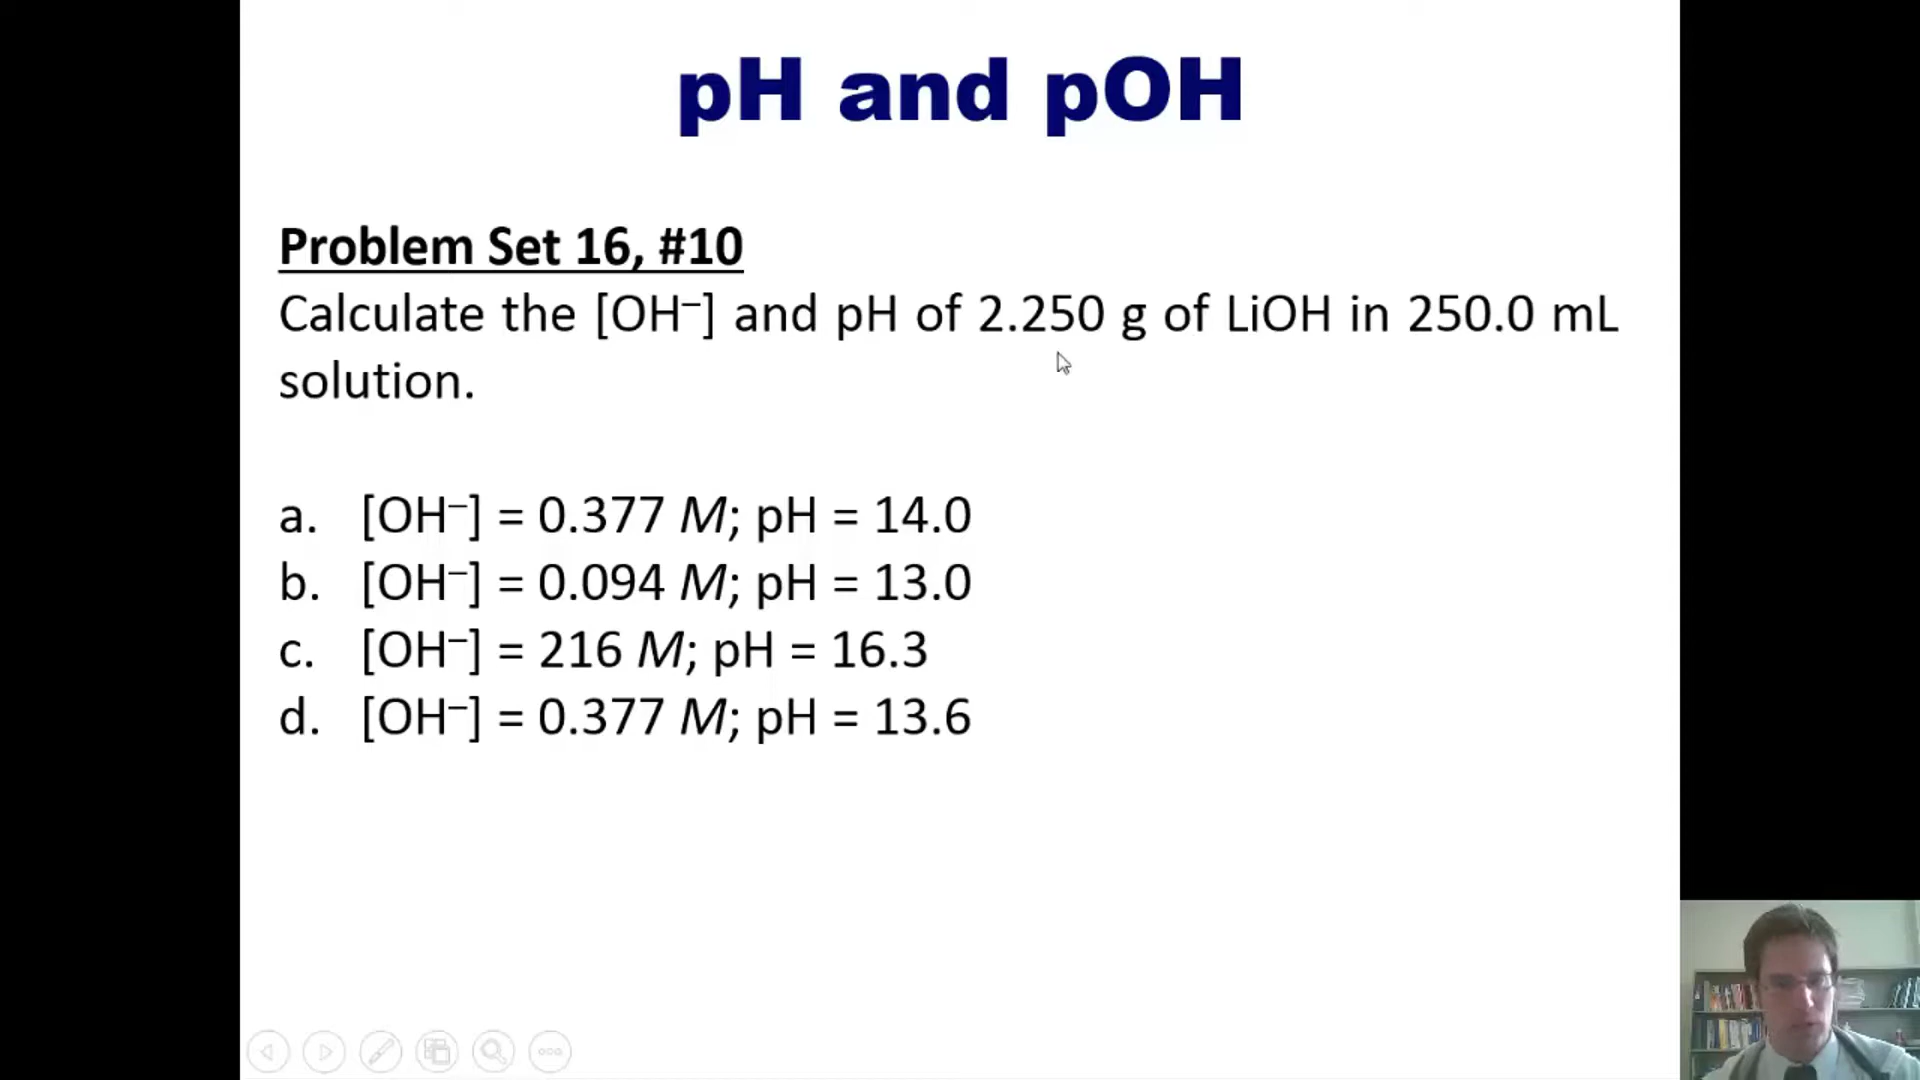 pH and pOH
Problem Set 16, #10
Calculate the [OH⁻] and pH of 2.250 g of LiOH in 250.0 mL
solution.
a. [OH⁻] = 0.377 M; pH = 14.0
b. [OH⁻] = 0.094 M; pH = 13.0
c. [OH⁻] = 216 M; pH = 16.3
d. [OH⁻] = 0.377 M; pH = 13.6